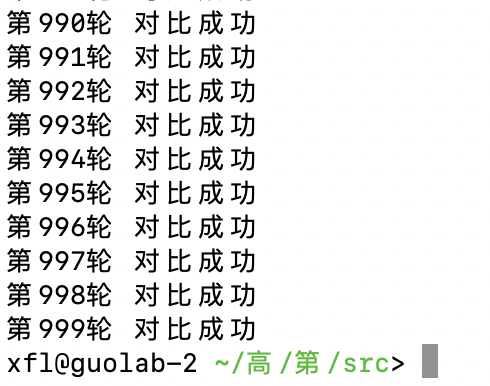 第990轮 对比成功
第991轮 对比成功
第992轮 对比成功
第993轮 对比成功
第994轮 对比成功
第995轮 对比成功
第996轮 对比成功
第997轮 对比成功
第998轮 对比成功
第999轮 对比成功
xfl@guolab-2 ~/高/第/src>